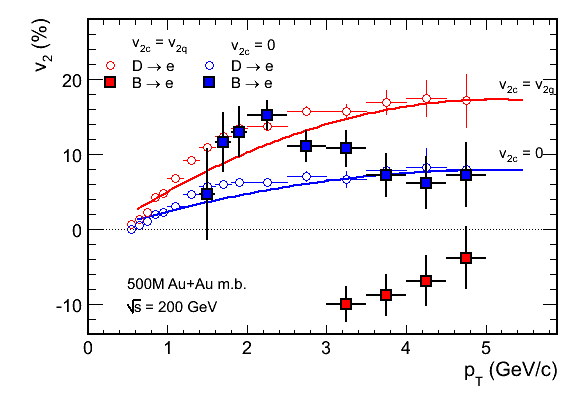 v2 (%)
v2c = v2q
v2c = 0
D → e
D → e
B → e
B → e
v2c = v2q
v2c = 0
20
10
0
-10
500M Au+Au m.b.
√s = 200 GeV
0
1
2
3
4
5
pT (GeV/c)